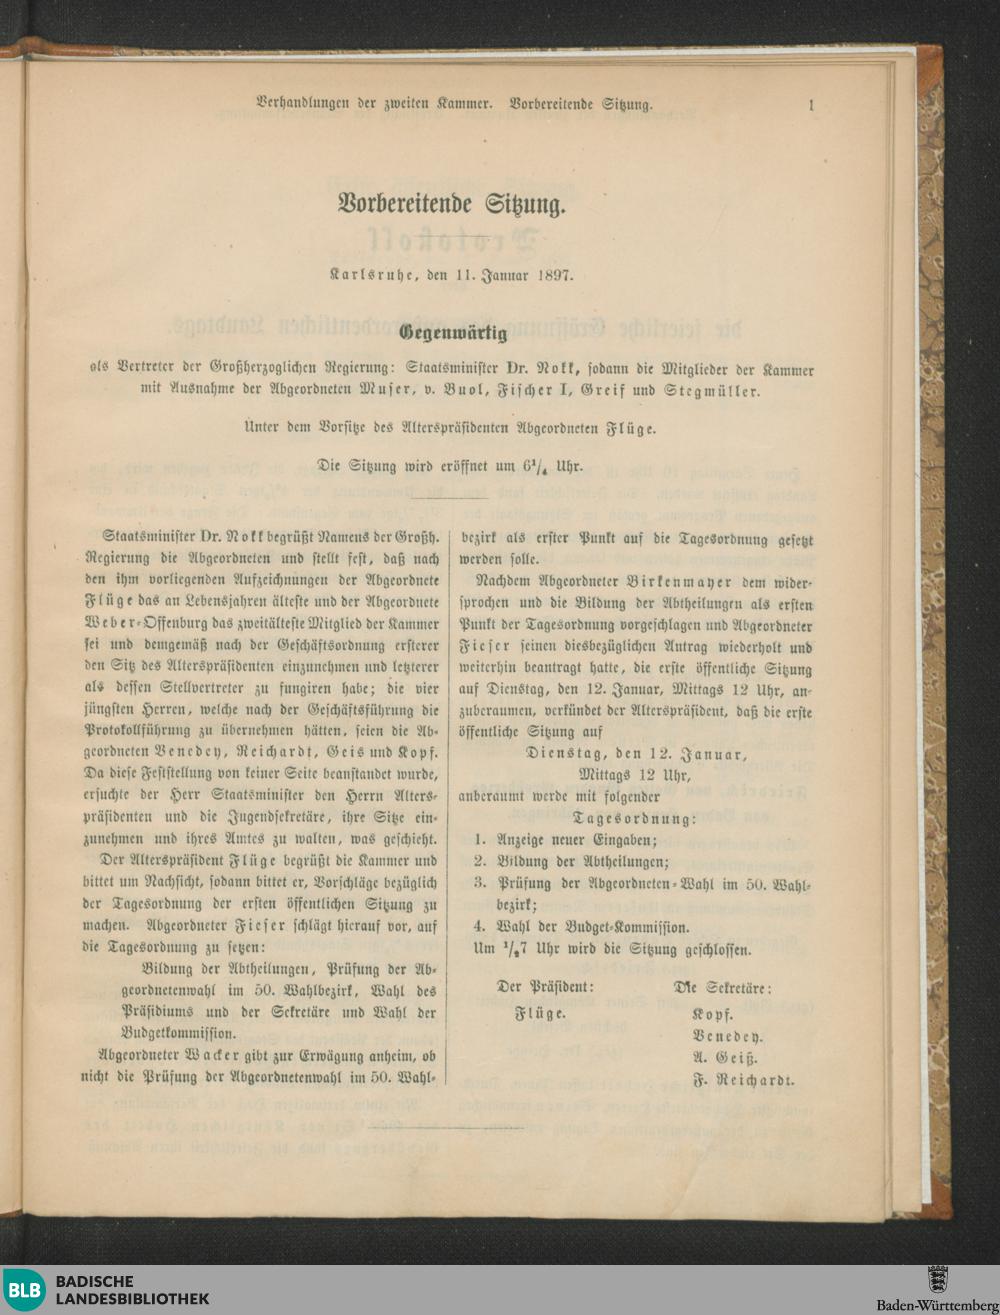 Verhandlungen der zweiten Kammer. Vorbereitende Sitzung. 1
Vorbereitende Sitzung.
Karlsruhe, den 11. Januar 1897.
Gegenwärtig
als Vertreter der Großherzoglichen Regierung: Staatsminister Dr. Nokk, sodann die Mitglieder der Kammer
mit Ausnahme der Abgeordneten Muser, v. Buol, Fischer I, Greif und Stegmüller.
Unter dem Vorsitze des Alterspräsidenten Abgeordneten Flüge.
Die Sitzung wird eröffnet um 6¹/₄ Uhr.
Staatsminister Dr. Nokk begrüßt Namens der Großh.
Regierung die Abgeordneten und stellt fest, daß nach
den ihm vorliegenden Aufzeichnungen der Abgeordnete
Flüge das an Lebensjahren älteste und der Abgeordnete
Weber-Offenburg das zweitälteste Mitglied der Kammer
sei und demgemäß nach der Geschäftsordnung ersterer
den Sitz des Alterspräsidenten einzunehmen und letzterer
als dessen Stellvertreter zu fungiren habe; die vier
jüngsten Herren, welche nach der Geschäftsführung die
Protokollführung zu übernehmen hätten, seien die Ab-
geordneten Venedey, Reichardt, Geis und Kopf.
Da diese Feststellung von keiner Seite beanstandet wurde,
ersuchte der Herr Staatsminister den Herrn Alters-
präsidenten und die Jugendsekretäre, ihre Sitze ein-
zunehmen und ihres Amtes zu walten, was geschieht.
Der Alterspräsident Flüge begrüßt die Kammer und
bittet um Nachsicht, sodann bittet er, Vorschläge bezüglich
der Tagesordnung der ersten öffentlichen Sitzung zu
machen. Abgeordneter Fieser schlägt hierauf vor, auf
die Tagesordnung zu setzen:
Bildung der Abtheilungen, Prüfung der Ab-
geordnetenwahl im 50. Wahlbezirk, Wahl des
Präsidiums und der Sekretäre und Wahl der
Budgetkommission.
Abgeordneter Wacker gibt zur Erwägung anheim, ob
nicht die Prüfung der Abgeordnetenwahl im 50. Wahl-
bezirk als erster Punkt auf die Tagesordnung gesetzt
werden solle.
Nachdem Abgeordneter Birkenmayer dem wider-
sprochen und die Bildung der Abtheilungen als ersten
Punkt der Tagesordnung vorgeschlagen und Abgeordneter
Fieser seinen diesbezüglichen Antrag wiederholt und
weiterhin beantragt hatte, die erste öffentliche Sitzung
auf Dienstag, den 12. Januar, Mittags 12 Uhr, an-
zuberaumen, verkündet der Alterspräsident, daß die erste
öffentliche Sitzung auf
Dienstag, den 12. Januar,
Mittags 12 Uhr,
anberaumt werde mit folgender
Tagesordnung:
1. Anzeige neuer Eingaben;
2. Bildung der Abtheilungen;
3. Prüfung der Abgeordneten-Wahl im 50. Wahl-
bezirk;
4. Wahl der Budget-Kommission.
Um ¹/₂7 Uhr wird die Sitzung geschlossen.
Der Präsident: Die Sekretäre:
Flüge. Kopf.
Venedey.
A. Geiß.
F. Reichardt.
BLB BADISCHE
LANDESBIBLIOTHEK
Baden-Württemberg